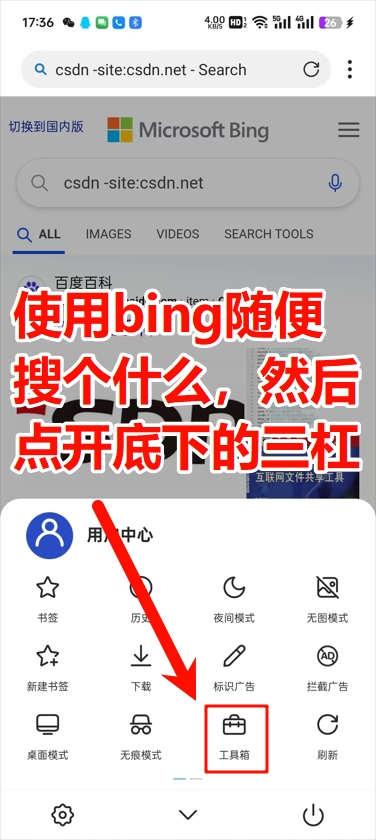 17:36
4.00
KB/S
HD
5G
4G
26
csdn -site:csdn.net - Search
切换到国内版
Microsoft Bing
csdn -site:csdn.net
ALL
IMAGES
VIDEOS
SEARCH TOOLS
百度百科
使用bing随便
搜个什么，然后
点开底下的三杠
互联网文件共享工具
用户中心
书签
历史
夜间模式
无图模式
新建书签
下载
标识广告
AD
拦截广告
桌面模式
无痕模式
工具箱
刷新